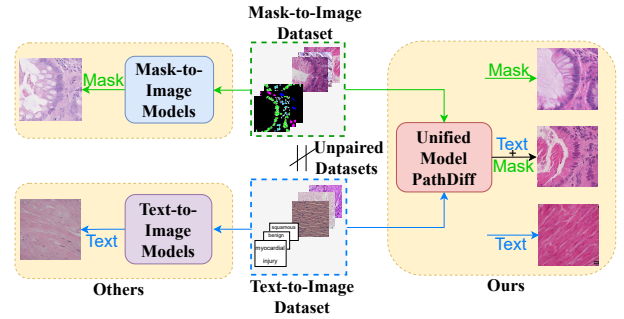 Mask-to-Image
Dataset
Mask
Mask-to-
Image
Models
Mask
Unified
Model
PathDiff
Text
+
Mask
Unpaired
Datasets
Text
Text-to-
Image
Models
squamous
benign
myocardial
injury
Text
Others
Text-to-Image
Dataset
Ours